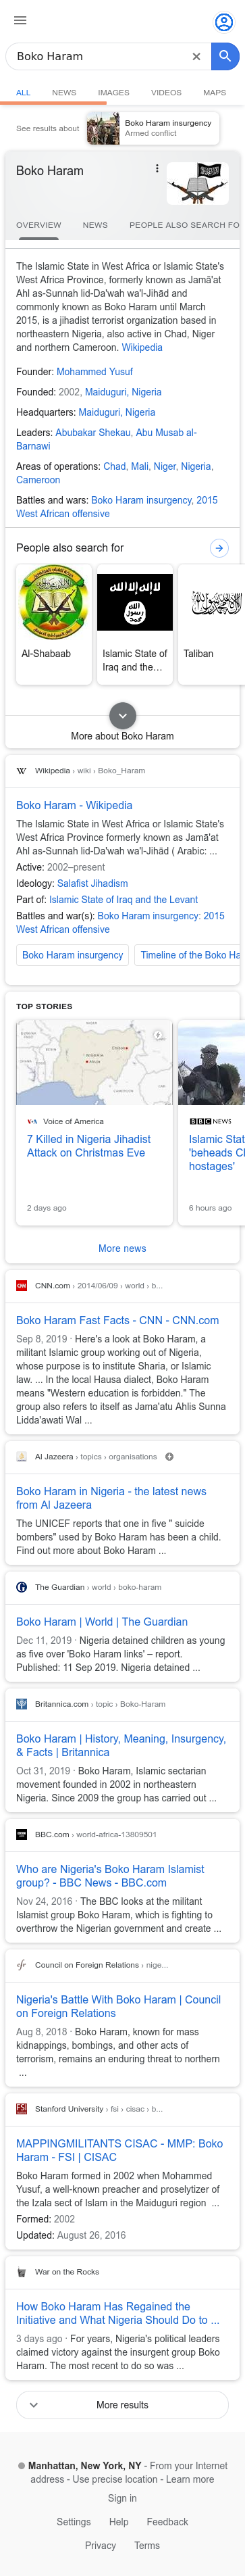 Boko Haram
ALL NEWS IMAGES VIDEOS MAPS
See results about
Boko Haram insurgency
Armed conflict
Boko Haram
OVERVIEW NEWS PEOPLE ALSO SEARCH FO
The Islamic State in West Africa or Islamic State's
West Africa Province, formerly known as Jamā'at
Ahl as-Sunnah lid-Da'wah wa'l-Jihād and
commonly known as Boko Haram until March
2015, is a jihadist terrorist organization based in
northeastern Nigeria, also active in Chad, Niger
and northern Cameroon. Wikipedia
Founder: Mohammed Yusuf
Founded: 2002, Maiduguri, Nigeria
Headquarters: Maiduguri, Nigeria
Leaders: Abubakar Shekau, Abu Musab al-
Barnawi
Areas of operations: Chad, Mali, Niger, Nigeria,
Cameroon
Battles and wars: Boko Haram insurgency, 2015
West African offensive
People also search for
Al-Shabaab
Islamic State of
Iraq and the...
Taliban
More about Boko Haram
Wikipedia › wiki › Boko_Haram
Boko Haram - Wikipedia
The Islamic State in West Africa or Islamic State's
West Africa Province formerly known as Jamā'at
Ahl as-Sunnah lid-Da'wah wa'l-Jihād ( Arabic: ...
Active: 2002–present
Ideology: Salafist Jihadism
Part of: Islamic State of Iraq and the Levant
Battles and war(s): Boko Haram insurgency: 2015
West African offensive
Boko Haram insurgency Timeline of the Boko Ha
TOP STORIES
Voice of America
7 Killed in Nigeria Jihadist
Attack on Christmas Eve
2 days ago
BBC NEWS
Islamic Stat
'beheads Ch
hostages'
6 hours ago
More news
CNN.com › 2014/06/09 › world › b...
Boko Haram Fast Facts - CNN - CNN.com
Sep 8, 2019 · Here's a look at Boko Haram, a
militant Islamic group working out of Nigeria,
whose purpose is to institute Sharia, or Islamic
law. ... In the local Hausa dialect, Boko Haram
means "Western education is forbidden." The
group also refers to itself as Jama'atu Ahlis Sunna
Lidda'awati Wal ...
Al Jazeera › topics › organisations
Boko Haram in Nigeria - the latest news
from Al Jazeera
The UNICEF reports that one in five " suicide
bombers" used by Boko Haram has been a child.
Find out more about Boko Haram ...
The Guardian › world › boko-haram
Boko Haram | World | The Guardian
Dec 11, 2019 · Nigeria detained children as young
as five over 'Boko Haram links' – report.
Published: 11 Sep 2019. Nigeria detained ...
Britannica.com › topic › Boko-Haram
Boko Haram | History, Meaning, Insurgency,
& Facts | Britannica
Oct 31, 2019 · Boko Haram, Islamic sectarian
movement founded in 2002 in northeastern
Nigeria. Since 2009 the group has carried out ...
BBC.com › world-africa-13809501
Who are Nigeria's Boko Haram Islamist
group? - BBC News - BBC.com
Nov 24, 2016 · The BBC looks at the militant
Islamist group Boko Haram, which is fighting to
overthrow the Nigerian government and create ...
Council on Foreign Relations › nige...
Nigeria's Battle With Boko Haram | Council
on Foreign Relations
Aug 8, 2018 · Boko Haram, known for mass
kidnappings, bombings, and other acts of
terrorism, remains an enduring threat to northern
...
Stanford University › fsi › cisac › b...
MAPPINGMILITANTS CISAC - MMP: Boko
Haram - FSI | CISAC
Boko Haram formed in 2002 when Mohammed
Yusuf, a well-known preacher and proselytizer of
the Izala sect of Islam in the Maiduguri region ...
Formed: 2002
Updated: August 26, 2016
War on the Rocks
How Boko Haram Has Regained the
Initiative and What Nigeria Should Do to ...
3 days ago · For years, Nigeria's political leaders
claimed victory against the insurgent group Boko
Haram. The most recent to do so was ...
More results
Manhattan, New York, NY - From your Internet
address - Use precise location - Learn more
Sign in
Settings Help Feedback
Privacy Terms